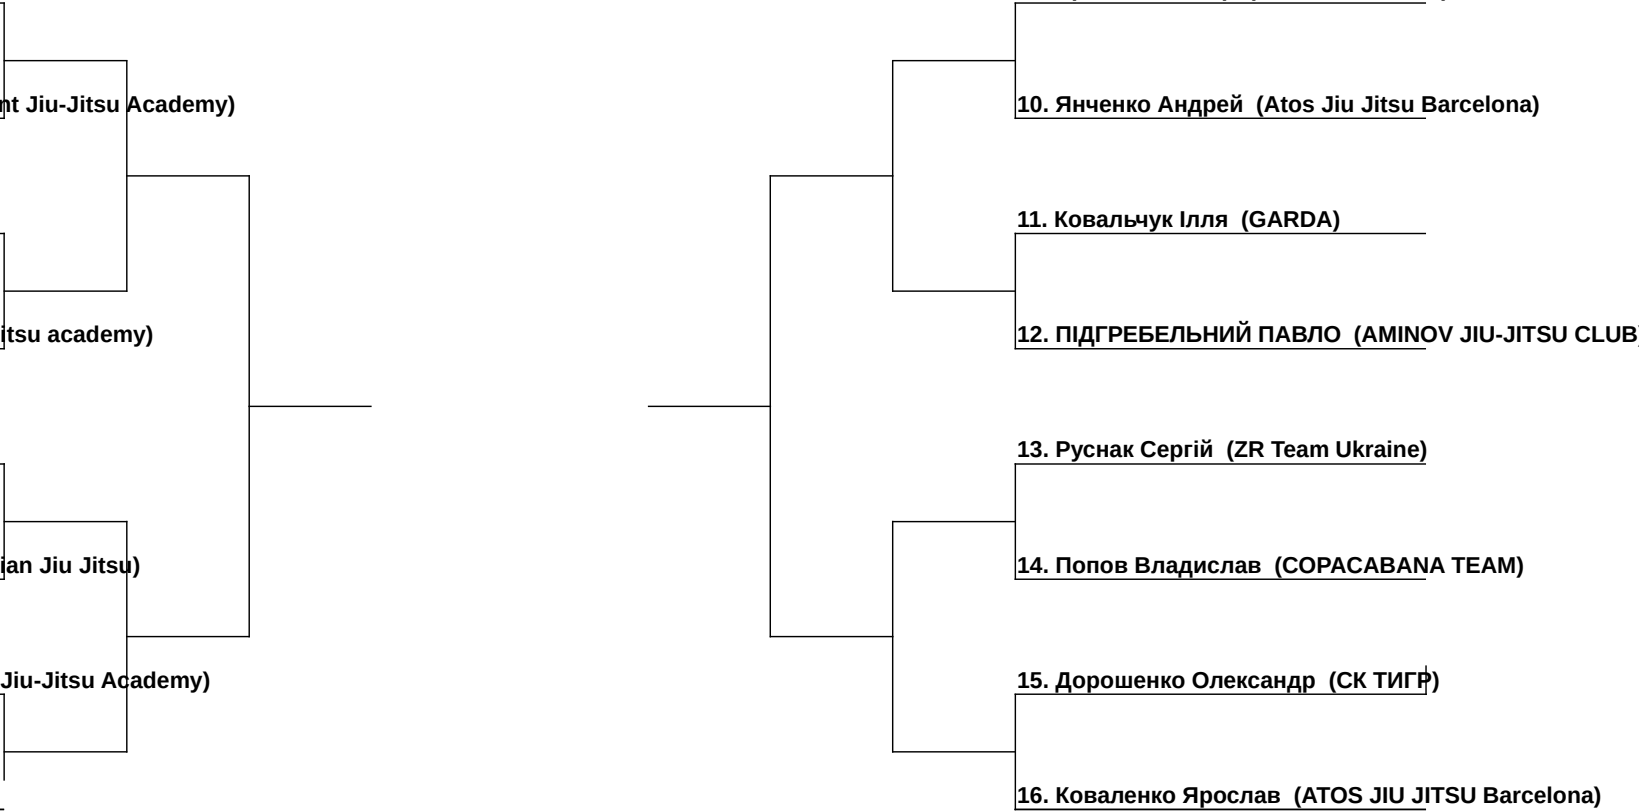 nt Jiu-Jitsu Academy)
10. Янченко Андрей (Atos Jiu Jitsu Barcelona)
11. Ковальчук Ілля (GARDA)
itsu academy)
12. ПІДГРЕБЕЛЬНИЙ ПАВЛО (AMINOV JIU-JITSU CLUB)
13. Руснак Сергій (ZR Team Ukraine)
ian Jiu Jitsu)
14. Попов Владислав (COPACABANA TEAM)
Jiu-Jitsu Academy)
15. Дорошенко Олександр (СК ТИГР)
16. Коваленко Ярослав (ATOS JIU JITSU Barcelona)